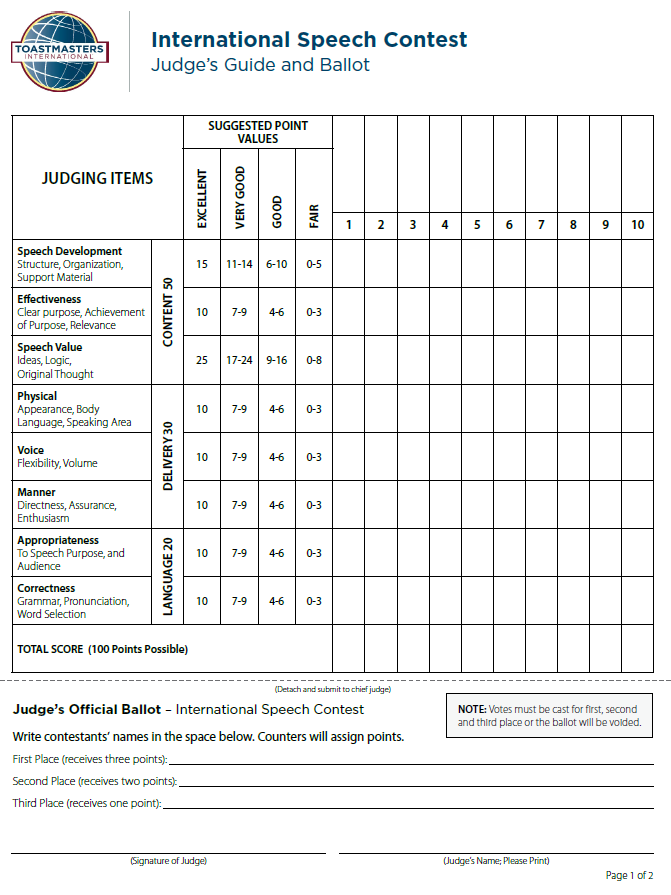 TOASTMASTERS
INTERNATIONAL
International Speech Contest
Judge's Guide and Ballot
JUDGING ITEMS
SUGGESTED POINT
VALUES
EXCELLENT
VERY GOOD
GOOD
FAIR
1 2 3 4 5 6 7 8 9 10
CONTENT 50
Speech Development
Structure, Organization,
Support Material
15 11-14 6-10 0-5
Effectiveness
Clear purpose, Achievement
of Purpose, Relevance
10 7-9 4-6 0-3
Speech Value
Ideas, Logic,
Original Thought
25 17-24 9-16 0-8
DELIVERY 30
Physical
Appearance, Body
Language, Speaking Area
10 7-9 4-6 0-3
Voice
Flexibility, Volume
10 7-9 4-6 0-3
Manner
Directness, Assurance,
Enthusiasm
10 7-9 4-6 0-3
LANGUAGE 20
Appropriateness
To Speech Purpose, and
Audience
10 7-9 4-6 0-3
Correctness
Grammar, Pronunciation,
Word Selection
10 7-9 4-6 0-3
TOTAL SCORE (100 Points Possible)
(Detach and submit to chief judge)
Judge's Official Ballot – International Speech Contest
NOTE: Votes must be cast for first, second
and third place or the ballot will be voided.
Write contestants' names in the space below. Counters will assign points.
First Place (receives three points):
Second Place (receives two points):
Third Place (receives one point):
(Signature of Judge)
(Judge's Name; Please Print)
Page 1 of 2